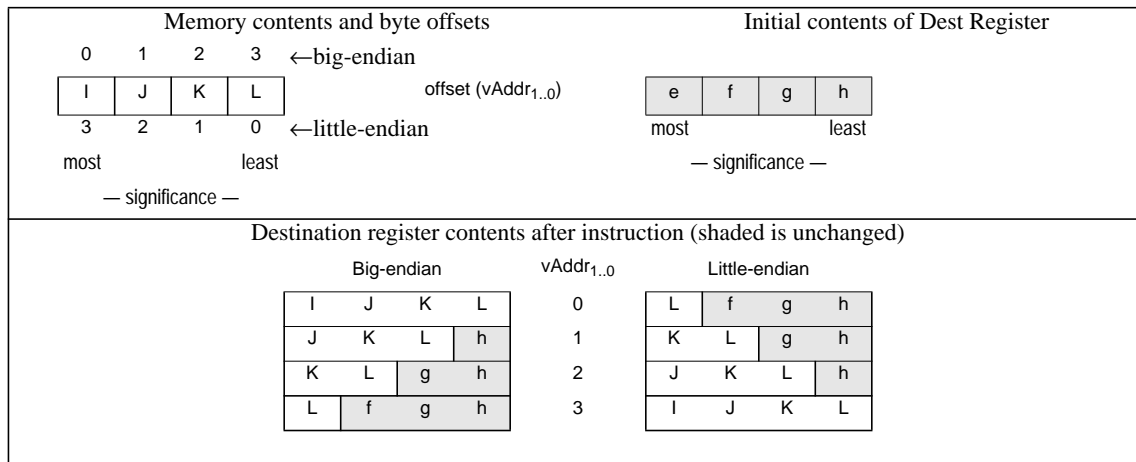 Memory contents and byte offsets
Initial contents of Dest Register
0 1 2 3 ←big-endian
I J K L offset (vAddr1..0)
e f g h
3 2 1 0 ←little-endian
most least
most least
— significance —
— significance —
Destination register contents after instruction (shaded is unchanged)
Big-endian vAddr1..0 Little-endian
I J K L 0 L f g h
J K L h 1 K L g h
K L g h 2 J K L h
L f g h 3 I J K L